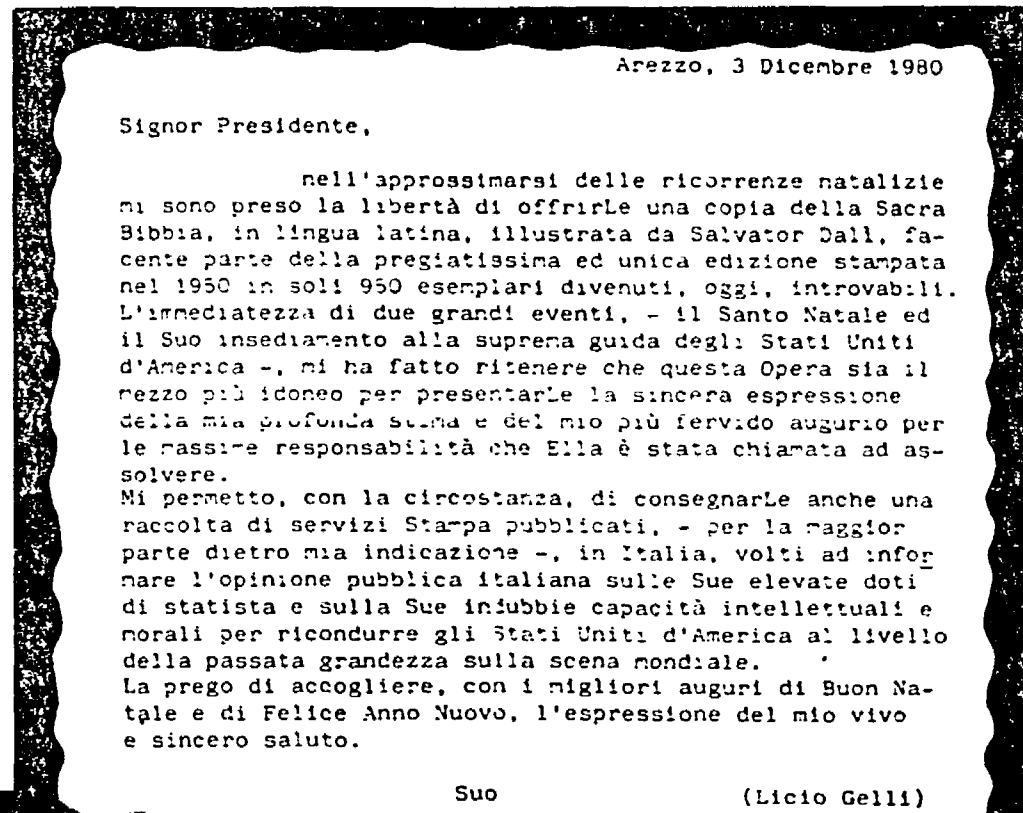 Arezzo, 3 Dicembre 1980
Signor Presidente,
nell'approssimarsi delle ricorrenze natalizie
mi sono preso la libertà di offrirLe una copia della Sacra
Bibbia, in lingua latina, illustrata da Salvator Dalì, fa-
cente parte della pregiatissima ed unica edizione stampata
nel 1950 in soli 950 esemplari divenuti, oggi, introvabili.
L'immediatezza di due grandi eventi, - il Santo Natale ed
il Suo insediamento alla suprema guida degli Stati Uniti
d'America -, mi ha fatto ritenere che questa Opera sia il
mezzo più idoneo per presentarLe la sincera espressione
della mia profonda stima e del mio più fervido augurio per
le massime responsabilità che Ella è stata chiamata ad as-
solvere.
Mi permetto, con la circostanza, di consegnarLe anche una
raccolta di servizi Stampa pubblicati, - per la maggior
parte dietro mia indicazione -, in Italia, volti ad infor
mare l'opinione pubblica italiana sulle Sue elevate doti
di statista e sulla Sue indubbie capacità intellettuali e
morali per ricondurre gli Stati Uniti d'America al livello
della passata grandezza sulla scena mondiale.
La prego di accogliere, con i migliori auguri di Buon Na-
tale e di Felice Anno Nuovo, l'espressione del mio vivo
e sincero saluto.
Suo (Licio Gelli)